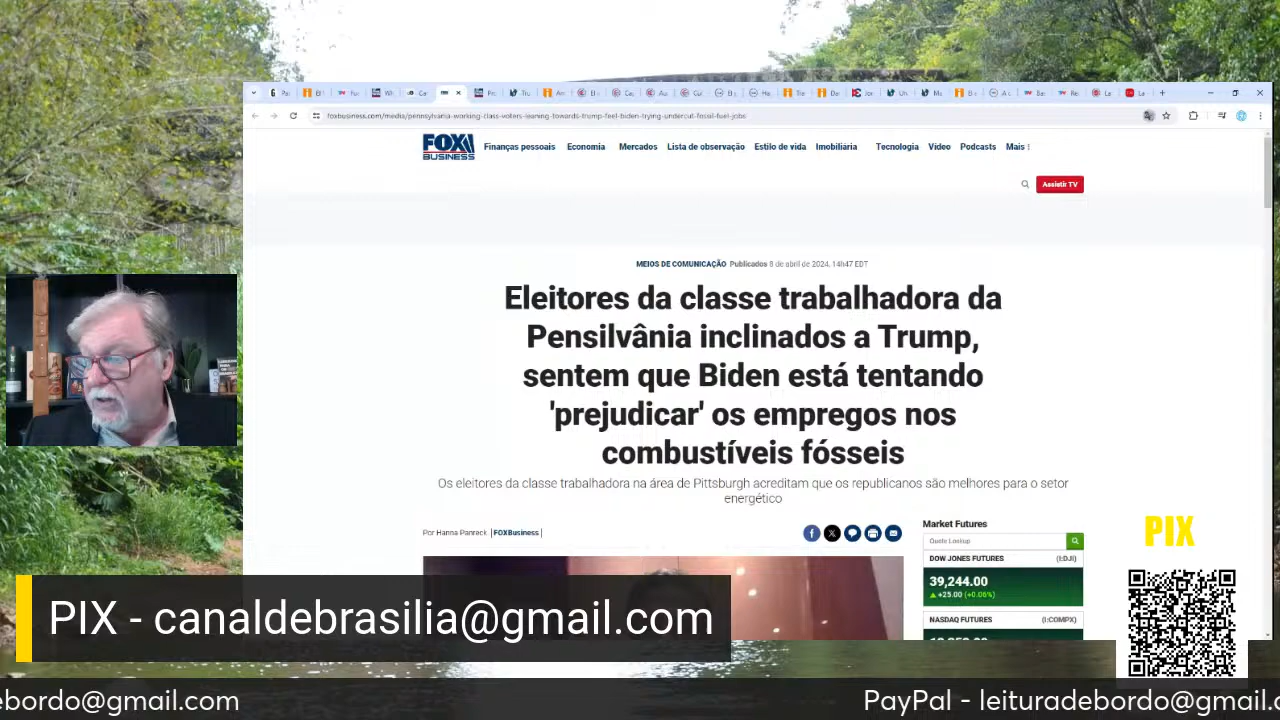 foxbusiness.com/media/pennsylvania-working-class-voters-leaning-towards-trump-feel-biden-trying-undercut-fossil-fuel-jobs
FOX
BUSINESS
Finanças pessoais Economia Mercados Lista de observação Estilo de vida Imobiliária Tecnologia Vídeo Podcasts Mais
Assistir TV
MEIOS DE COMUNICAÇÃO Publicados 8 de abril de 2024, 14h47 EDT
Eleitores da classe trabalhadora da
Pensilvânia inclinados a Trump,
sentem que Biden está tentando
'prejudicar' os empregos nos
combustíveis fósseis
Os eleitores da classe trabalhadora na área de Pittsburgh acreditam que os republicanos são melhores para o setor
energético
Por Hanna Panreck | FOXBusiness |
Market Futures
Quote Lookup
DOW JONES FUTURES (I:DJI)
39,244.00
+25.00 (+0.06%)
NASDAQ FUTURES (I:COMPX)
PIX
PIX - canaldebrasilia@gmail.com
ebordo@gmail.com PayPal - leituradebordo@gmail.c